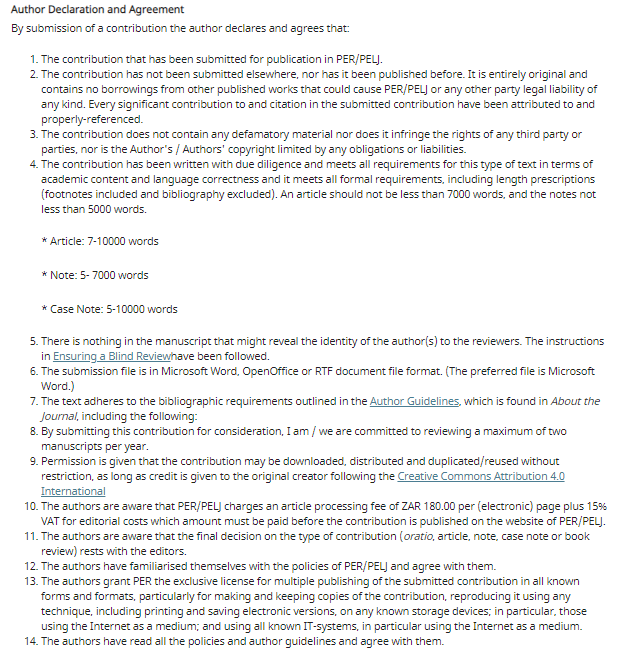 Author Declaration and Agreement
By submission of a contribution the author declares and agrees that:
1. The contribution that has been submitted for publication in PER/PELJ.
2. The contribution has not been submitted elsewhere, nor has it been published before. It is entirely original and
contains no borrowings from other published works that could cause PER/PELJ or any other party legal liability of
any kind. Every significant contribution to and citation in the submitted contribution have been attributed to and
properly-referenced.
3. The contribution does not contain any defamatory material nor does it infringe the rights of any third party or
parties, nor is the Author's / Authors' copyright limited by any obligations or liabilities.
4. The contribution has been written with due diligence and meets all requirements for this type of text in terms of
academic content and language correctness and it meets all formal requirements, including length prescriptions
(footnotes included and bibliography excluded). An article should not be less than 7000 words, and the notes not
less than 5000 words.
* Article: 7-10000 words
* Note: 5- 7000 words
* Case Note: 5-10000 words
5. There is nothing in the manuscript that might reveal the identity of the author(s) to the reviewers. The instructions
in Ensuring a Blind Reviewhave been followed.
6. The submission file is in Microsoft Word, OpenOffice or RTF document file format. (The preferred file is Microsoft
Word.)
7. The text adheres to the bibliographic requirements outlined in the Author Guidelines, which is found in About the
Journal, including the following:
8. By submitting this contribution for consideration, I am / we are committed to reviewing a maximum of two
manuscripts per year.
9. Permission is given that the contribution may be downloaded, distributed and duplicated/reused without
restriction, as long as credit is given to the original creator following the Creative Commons Attribution 4.0
International
10. The authors are aware that PER/PELJ charges an article processing fee of ZAR 180.00 per (electronic) page plus 15%
VAT for editorial costs which amount must be paid before the contribution is published on the website of PER/PELJ.
11. The authors are aware that the final decision on the type of contribution (oratio, article, note, case note or book
review) rests with the editors.
12. The authors have familiarised themselves with the policies of PER/PELJ and agree with them.
13. The authors grant PER the exclusive license for multiple publishing of the submitted contribution in all known
forms and formats, particularly for making and keeping copies of the contribution, reproducing it using any
technique, including printing and saving electronic versions, on any known storage devices; in particular, those
using the Internet as a medium; and using all known IT-systems, in particular using the Internet as a medium.
14. The authors have read all the policies and author guidelines and agree with them.